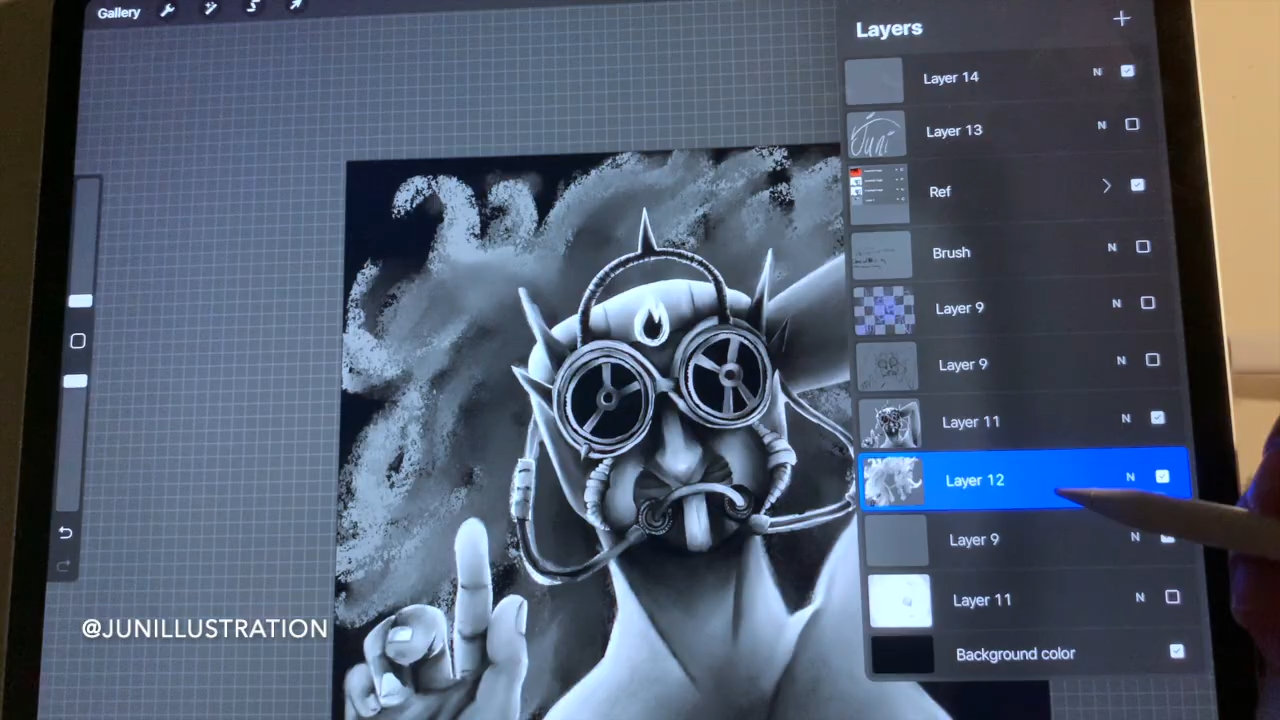 Gallery
Layers
Layer 14 N
Juni
Layer 13 N
Ref
Brush N
Layer 9 N
Layer 9 N
Layer 11 N
Layer 12 N
Layer 9 N
Layer 11 N
Background color
@JUNILLUSTRATION